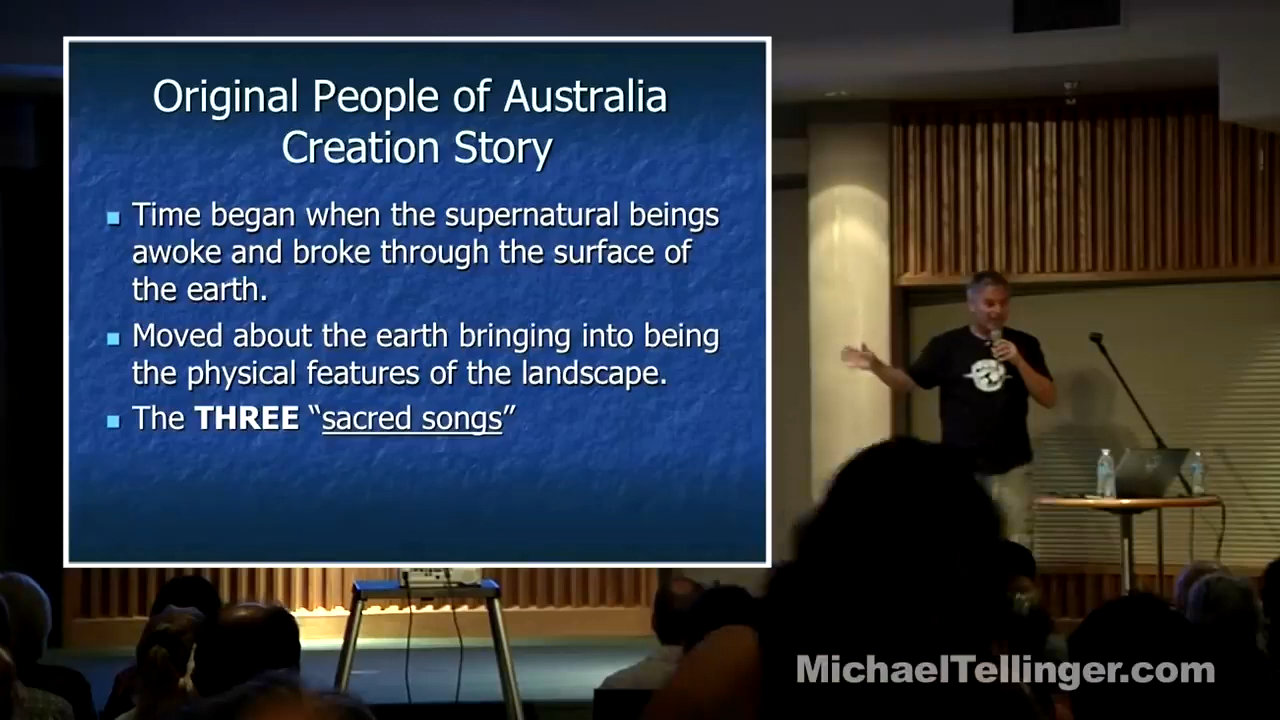 Original People of Australia
Creation Story
Time began when the supernatural beings
awoke and broke through the surface of
the earth.
Moved about the earth bringing into being
the physical features of the landscape.
The THREE “sacred songs”
MichaelTellinger.com